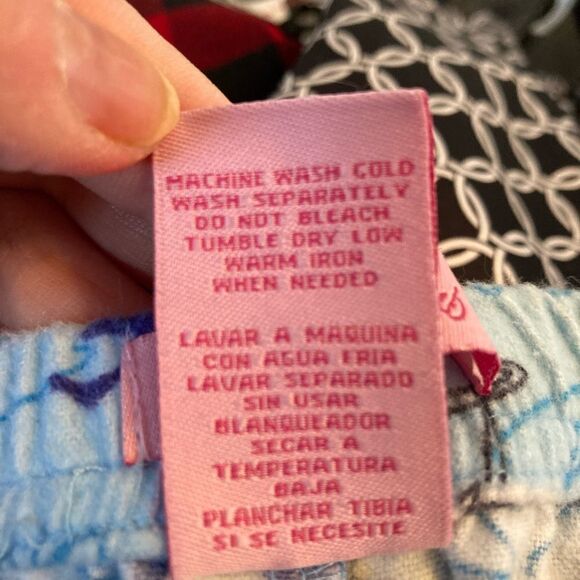 MACHINE WASH COLD
WASH SEPARATELY
DO NOT BLEACH
TUMBLE DRY LOW
WARM IRON
WHEN NEEDED
LAVAR A MAQUINA
CON AGUA FRIA
LAVAR SEPARADO
SIN USAR
BLANQUEADOR
SECAR A
TEMPERATURA
BAJA
PLANCHAR TIBIA
SI SE NECESITE